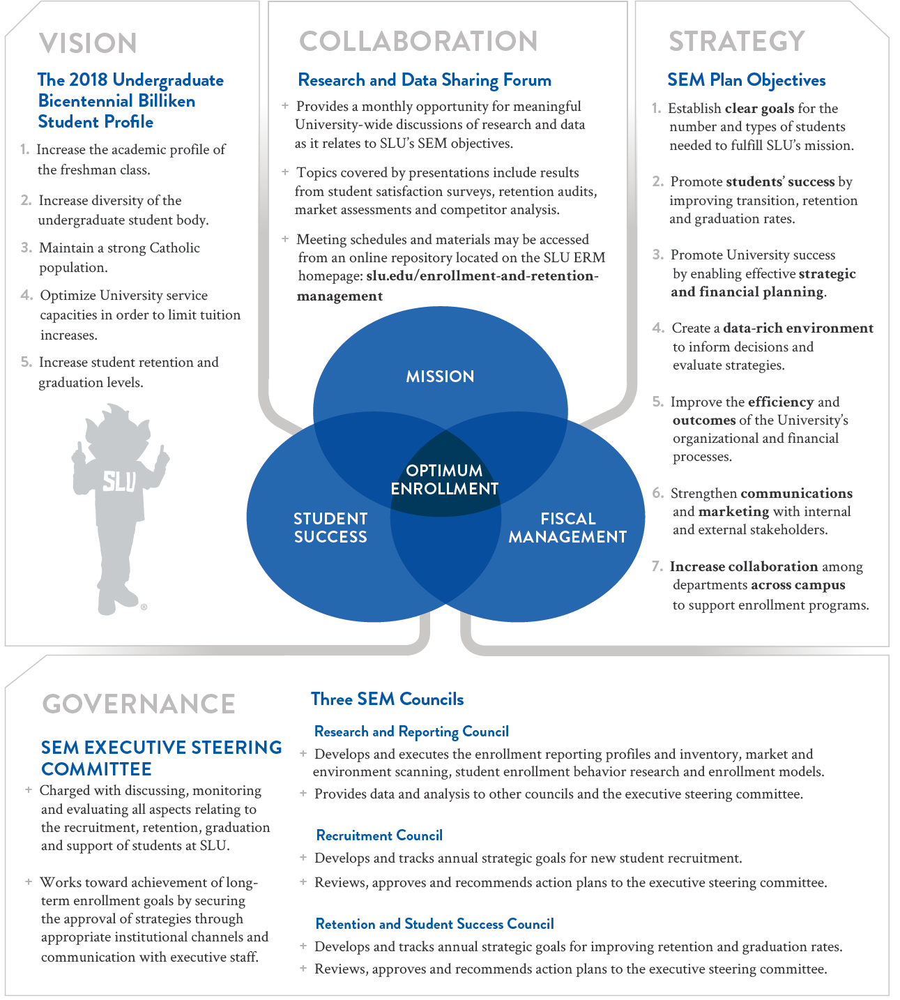 VISION
The 2018 Undergraduate
Bicentennial Billiken
Student Profile
1. Increase the academic profile of
the freshman class.
2. Increase diversity of the
undergraduate student body.
3. Maintain a strong Catholic
population.
4. Optimize University service
capacities in order to limit tuition
increases.
5. Increase student retention and
graduation levels.
SLU
®
COLLABORATION
Research and Data Sharing Forum
+ Provides a monthly opportunity for meaningful
University-wide discussions of research and data
as it relates to SLU’s SEM objectives.
+ Topics covered by presentations include results
from student satisfaction surveys, retention audits,
market assessments and competitor analysis.
+ Meeting schedules and materials may be accessed
from an online repository located on the SLU ERM
homepage: slu.edu/enrollment-and-retention-
management
MISSION
OPTIMUM
ENROLLMENT
STUDENT
SUCCESS
FISCAL
MANAGEMENT
STRATEGY
SEM Plan Objectives
1. Establish clear goals for the
number and types of students
needed to fulfill SLU’s mission.
2. Promote students’ success by
improving transition, retention
and graduation rates.
3. Promote University success
by enabling effective strategic
and financial planning.
4. Create a data-rich environment
to inform decisions and
evaluate strategies.
5. Improve the efficiency and
outcomes of the University’s
organizational and financial
processes.
6. Strengthen communications
and marketing with internal
and external stakeholders.
7. Increase collaboration among
departments across campus
to support enrollment programs.
GOVERNANCE
SEM EXECUTIVE STEERING
COMMITTEE
+ Charged with discussing, monitoring
and evaluating all aspects relating to
the recruitment, retention, graduation
and support of students at SLU.
+ Works toward achievement of long-
term enrollment goals by securing
the approval of strategies through
appropriate institutional channels and
communication with executive staff.
Three SEM Councils
Research and Reporting Council
+ Develops and executes the enrollment reporting profiles and inventory, market and
environment scanning, student enrollment behavior research and enrollment models.
+ Provides data and analysis to other councils and the executive steering committee.
Recruitment Council
+ Develops and tracks annual strategic goals for new student recruitment.
+ Reviews, approves and recommends action plans to the executive steering committee.
Retention and Student Success Council
+ Develops and tracks annual strategic goals for improving retention and graduation rates.
+ Reviews, approves and recommends action plans to the executive steering committee.